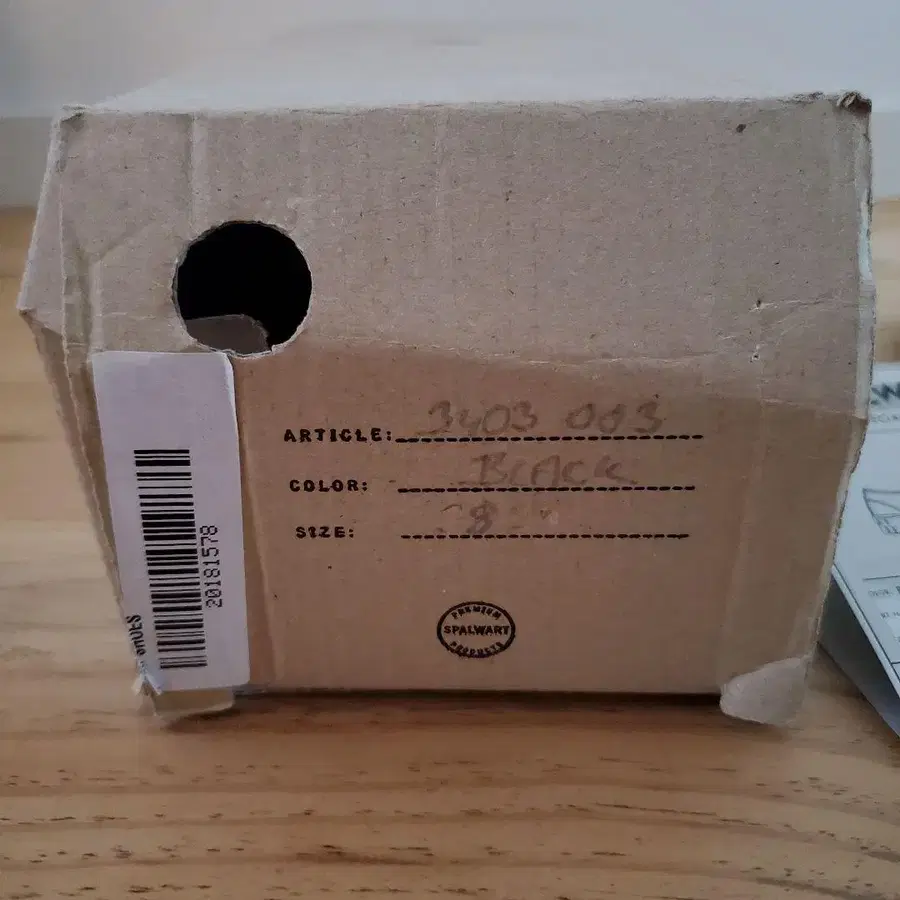 ARTICLE: 3403 003
COLOR: BLACK
SIZE: 8
PREMIUM
SPALWART
PRODUCTS
20181578
SHOES